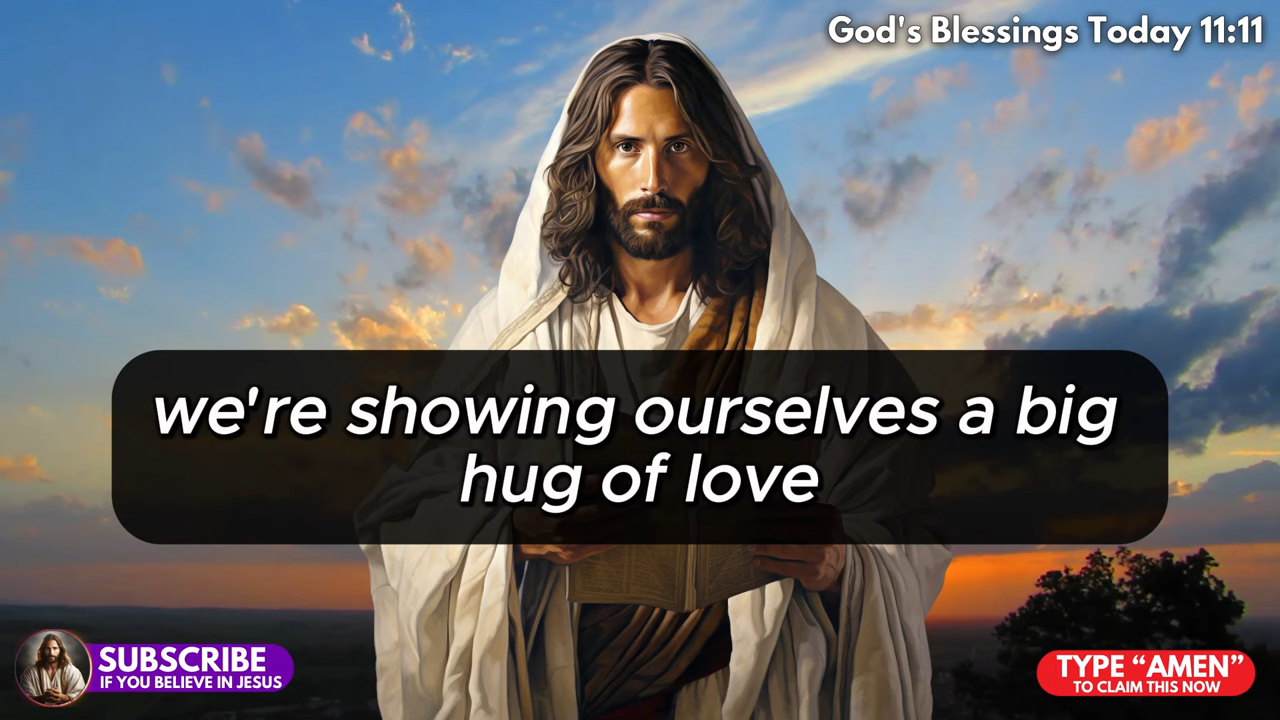 God's Blessings Today 11:11
we're showing ourselves a big
hug of love
SUBSCRIBE
IF YOU BELIEVE IN JESUS
TYPE “AMEN”
TO CLAIM THIS NOW